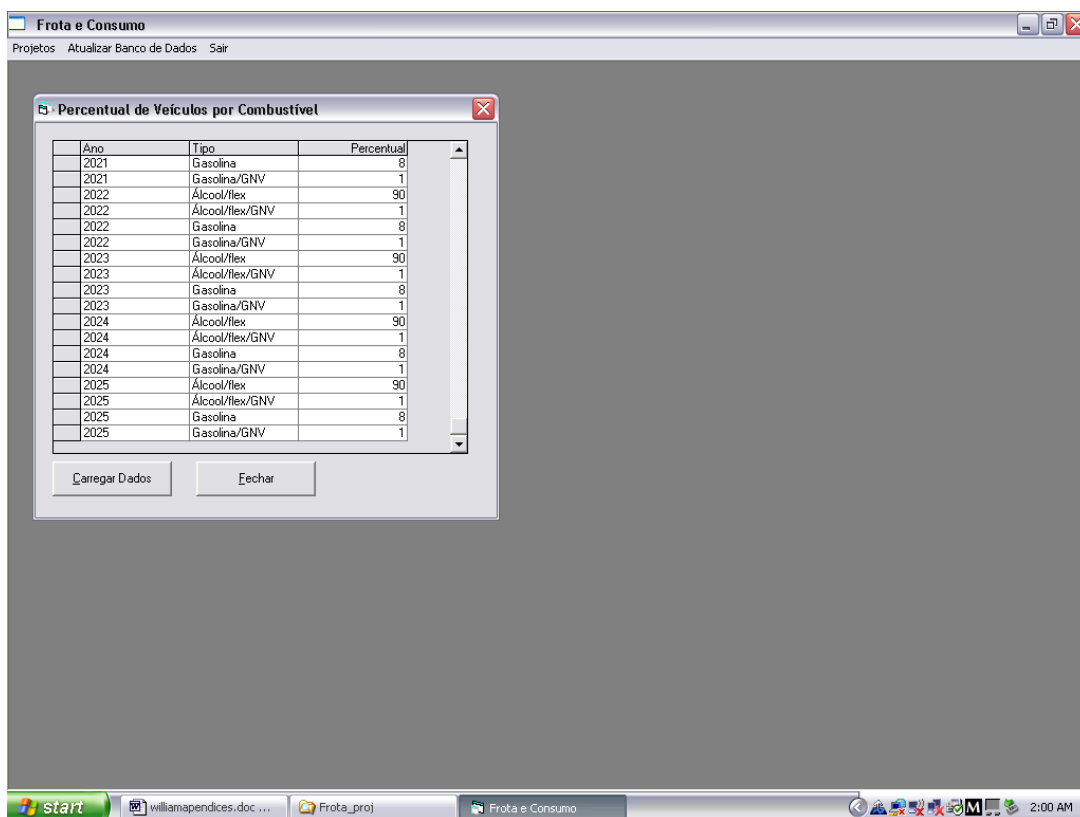 Frota e Consumo
Projetos Atualizar Banco de Dados Sair
Percentual de Veículos por Combustível
Ano Tipo Percentual
2021 Gasolina 8
2021 Gasolina/GNV 1
2022 Álcool/flex 90
2022 Álcool/flex/GNV 1
2022 Gasolina 8
2022 Gasolina/GNV 1
2023 Álcool/flex 90
2023 Álcool/flex/GNV 1
2023 Gasolina 8
2023 Gasolina/GNV 1
2024 Álcool/flex 90
2024 Álcool/flex/GNV 1
2024 Gasolina 8
2024 Gasolina/GNV 1
2025 Álcool/flex 90
2025 Álcool/flex/GNV 1
2025 Gasolina 8
2025 Gasolina/GNV 1
Carregar Dados Fechar
start williamapendices.doc ... Frota_proj Frota e Consumo M 2:00 AM